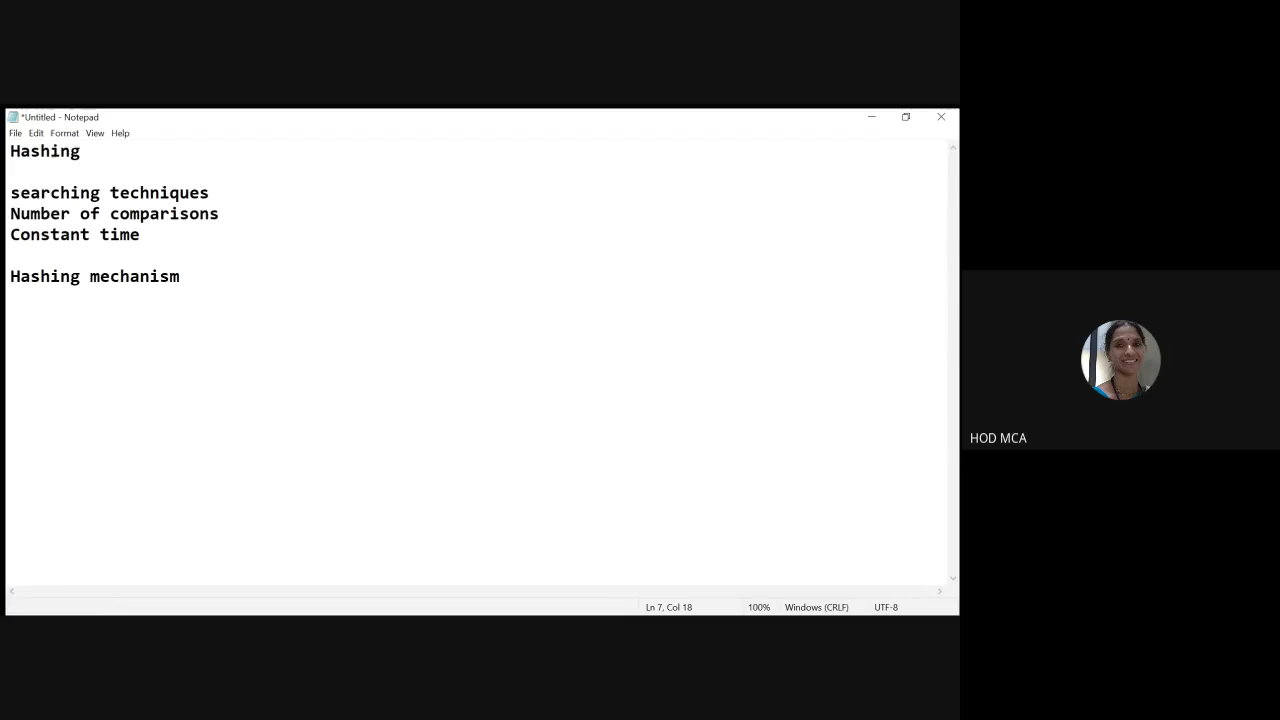 *Untitled - Notepad
File Edit Format View Help
Hashing
searching techniques
Number of comparisons
Constant time
Hashing mechanism
HOD MCA
Ln 7, Col 18 100% Windows (CRLF) UTF-8